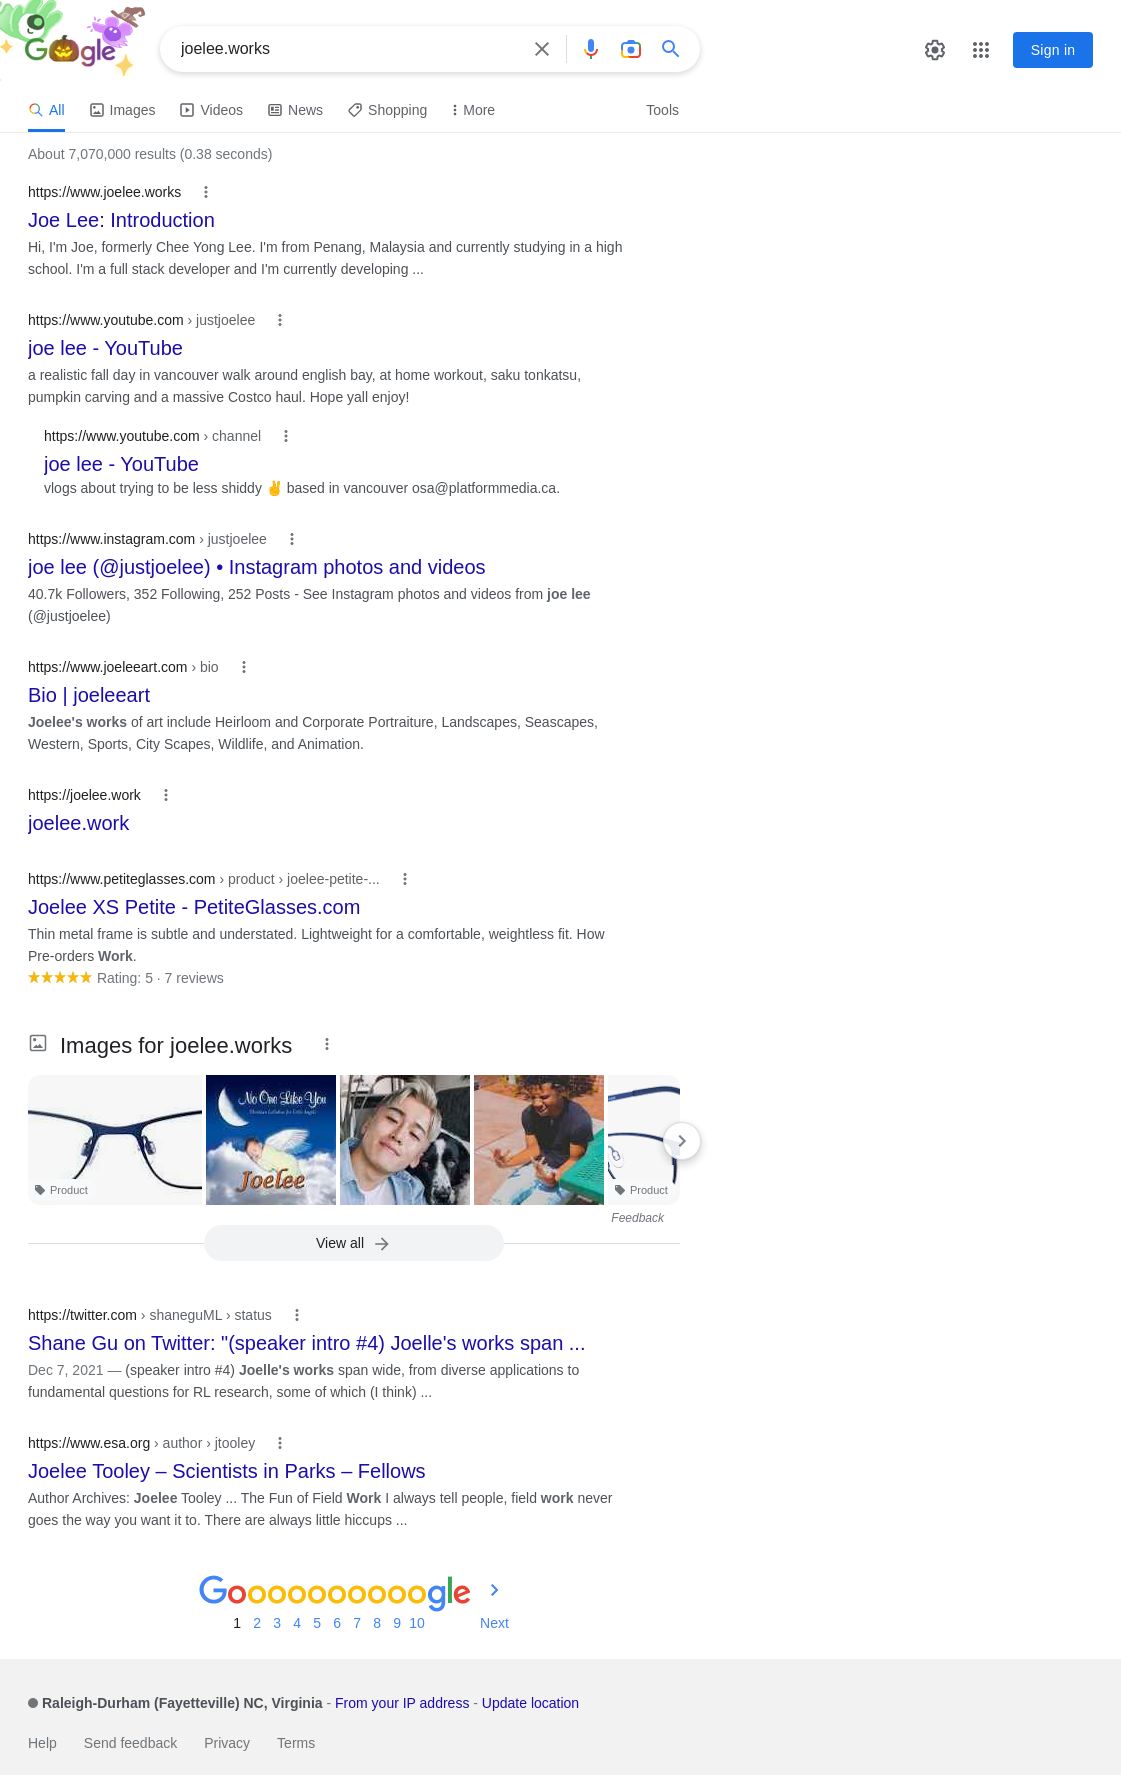 Google
joelee.works
Sign in
All Images Videos News Shopping More Tools
About 7,070,000 results (0.38 seconds)
https://www.joelee.works
Joe Lee: Introduction
Hi, I'm Joe, formerly Chee Yong Lee. I'm from Penang, Malaysia and currently studying in a high
school. I'm a full stack developer and I'm currently developing ...
https://www.youtube.com › justjoelee
joe lee - YouTube
a realistic fall day in vancouver walk around english bay, at home workout, saku tonkatsu,
pumpkin carving and a massive Costco haul. Hope yall enjoy!
https://www.youtube.com › channel
joe lee - YouTube
vlogs about trying to be less shiddy ✌️ based in vancouver osa@platformmedia.ca.
https://www.instagram.com › justjoelee
joe lee (@justjoelee) • Instagram photos and videos
40.7k Followers, 352 Following, 252 Posts - See Instagram photos and videos from joe lee
(@justjoelee)
https://www.joeleeart.com › bio
Bio | joeleeart
Joelee's works of art include Heirloom and Corporate Portraiture, Landscapes, Seascapes,
Western, Sports, City Scapes, Wildlife, and Animation.
https://joelee.work
joelee.work
https://www.petiteglasses.com › product › joelee-petite-...
Joelee XS Petite - PetiteGlasses.com
Thin metal frame is subtle and understated. Lightweight for a comfortable, weightless fit. How
Pre-orders Work.
Rating: 5 · 7 reviews
Images for joelee.works
No One Like You
Christian Lullabies for Little Angels
Joelee
Product
Product
Feedback
View all
https://twitter.com › shaneguML › status
Shane Gu on Twitter: "(speaker intro #4) Joelle's works span ...
Dec 7, 2021 — (speaker intro #4) Joelle's works span wide, from diverse applications to
fundamental questions for RL research, some of which (I think) ...
https://www.esa.org › author › jtooley
Joelee Tooley – Scientists in Parks – Fellows
Author Archives: Joelee Tooley ... The Fun of Field Work I always tell people, field work never
goes the way you want it to. There are always little hiccups ...
Goooooooooogle
1 2 3 4 5 6 7 8 9 10 Next
Raleigh-Durham (Fayetteville) NC, Virginia - From your IP address - Update location
Help Send feedback Privacy Terms